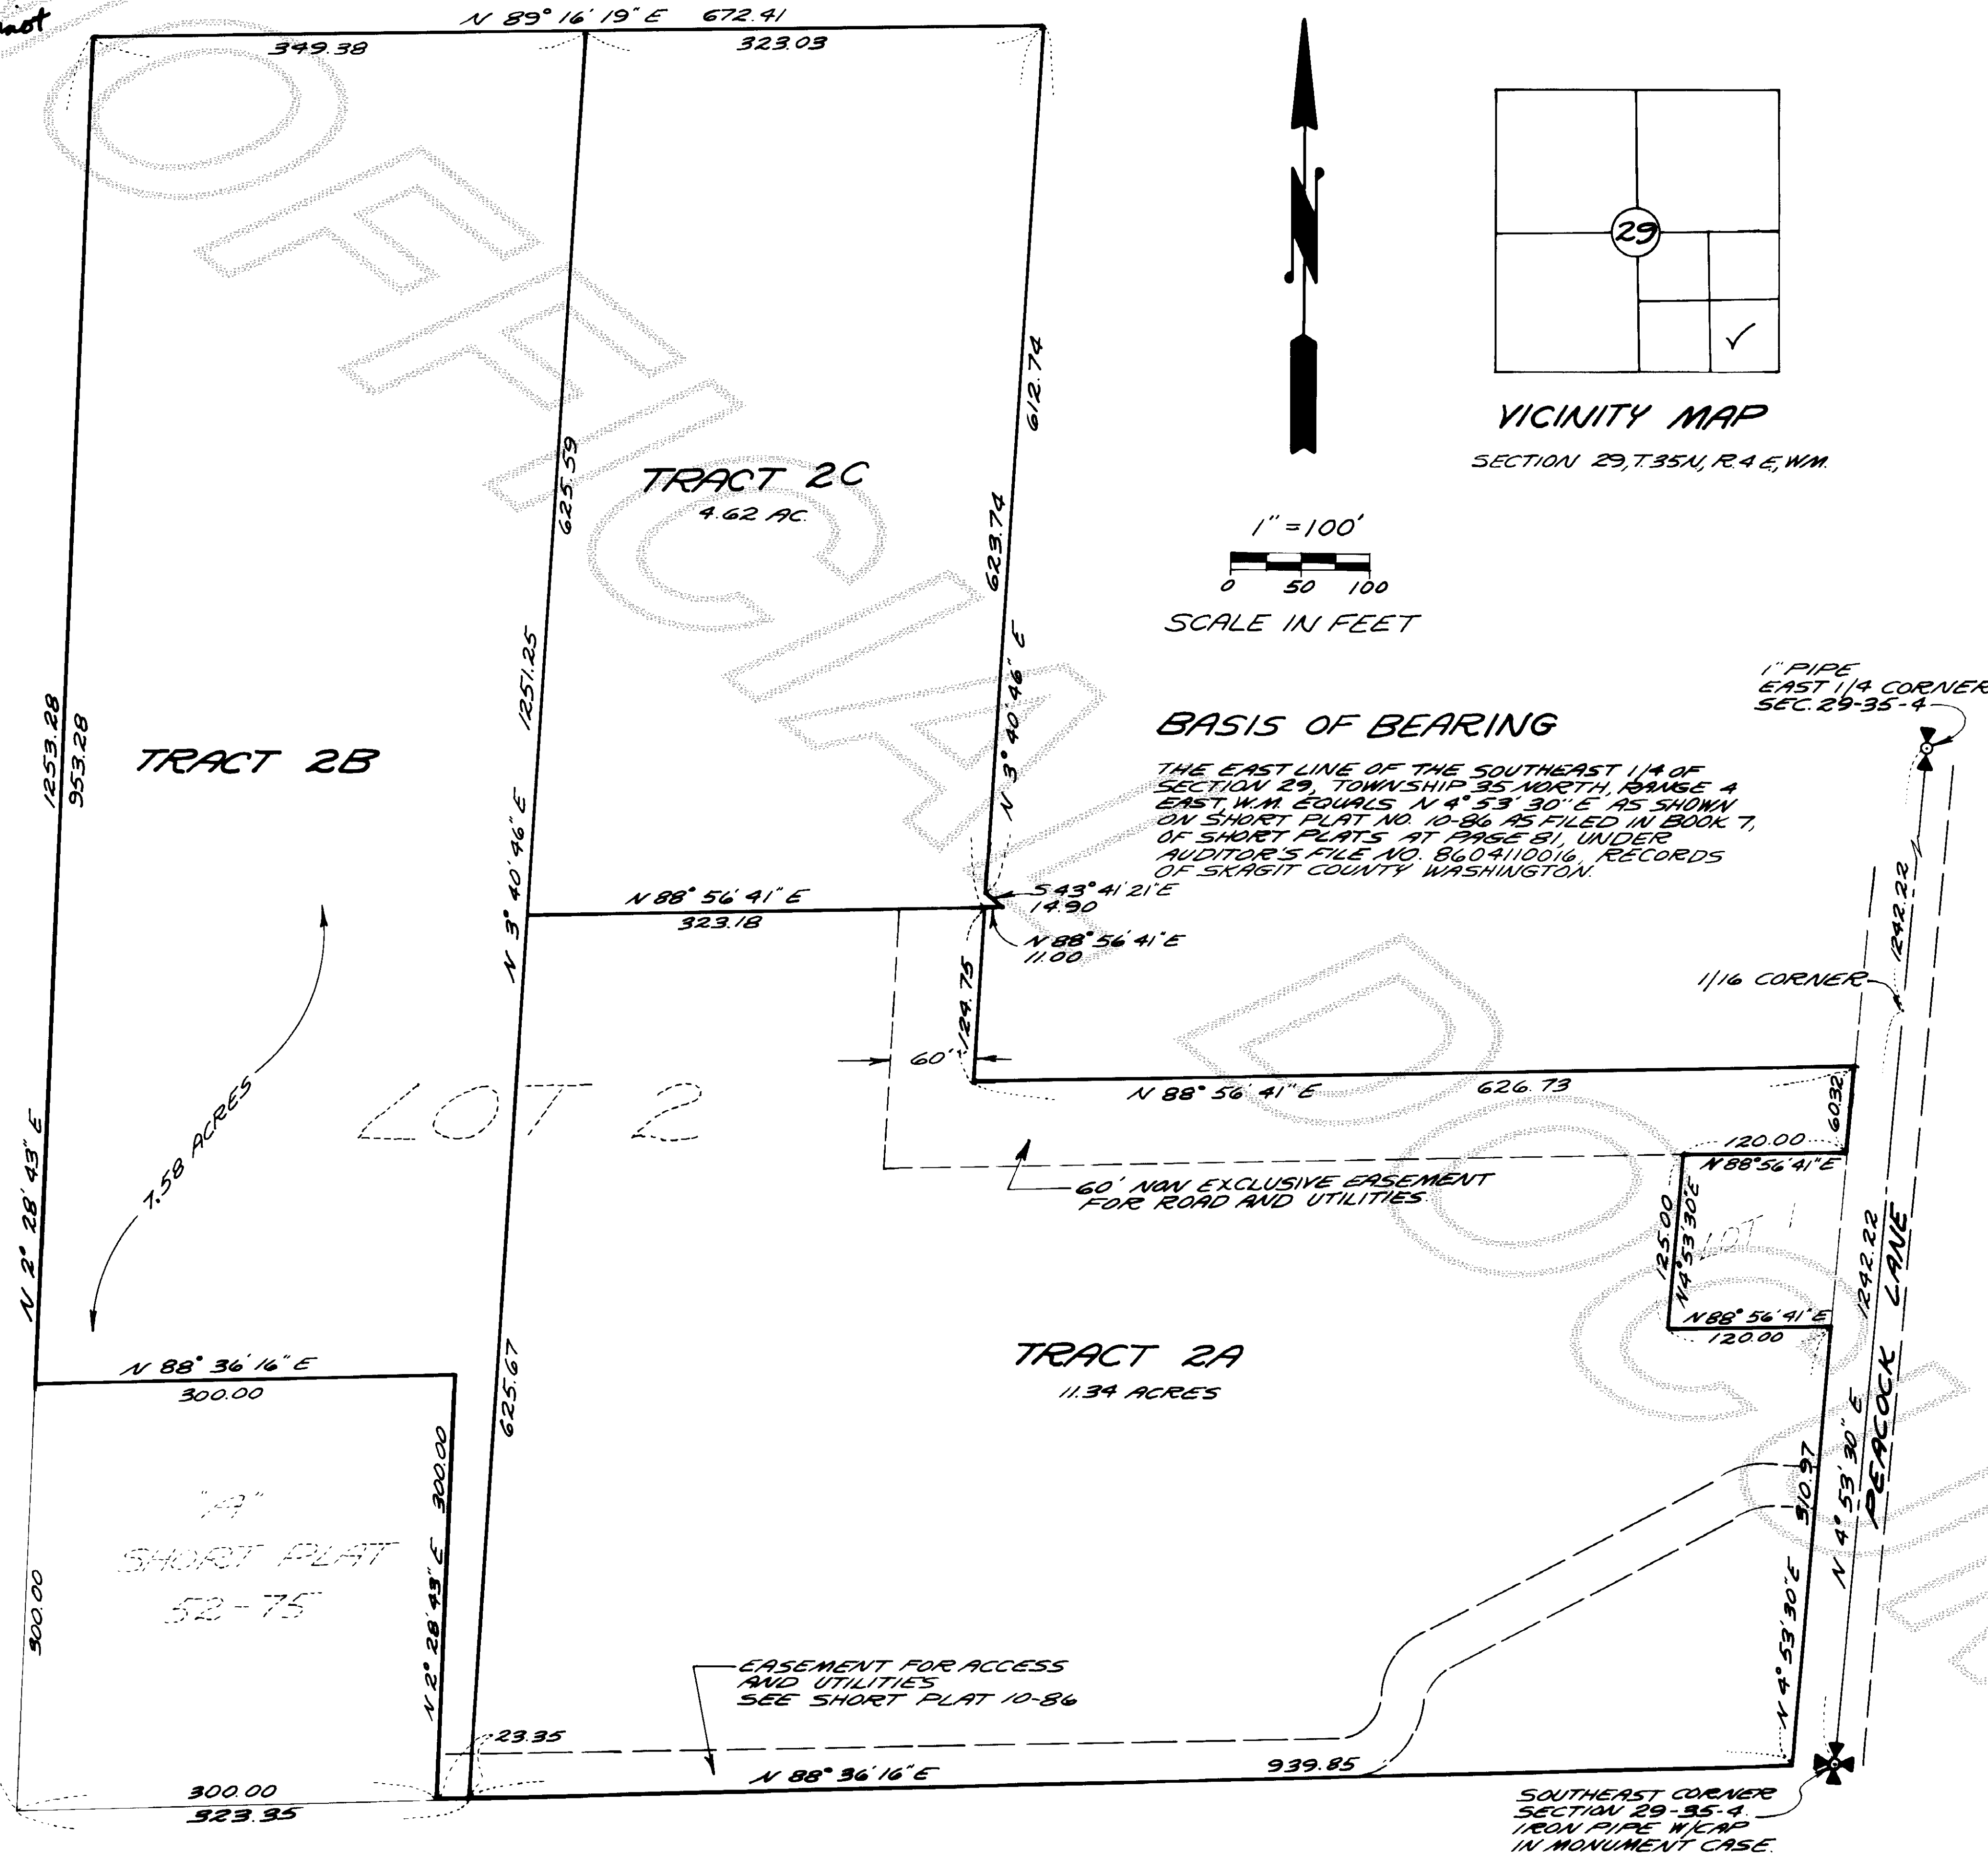 N 89° 16' 19" E 672.41
349.38
323.03
29
VICINITY MAP
SECTION 29, T.35N, R.4 E, W.M.
1" = 100'
0 50 100
SCALE IN FEET
612.74
623.74
N 3° 40' 46" E
625.59
1251.25
N 3° 40' 46" E
TRACT 2C
4.62 AC.
1" PIPE
EAST 1/4 CORNER
SEC. 29-35-4
BASIS OF BEARING
THE EAST LINE OF THE SOUTHEAST 1/4 OF
SECTION 29, TOWNSHIP 35 NORTH, RANGE 4
EAST, W.M. EQUALS N 4° 53' 30" E AS SHOWN
ON SHORT PLAT NO. 10-86 AS FILED IN BOOK 7,
OF SHORT PLATS AT PAGE 81, UNDER
AUDITOR'S FILE NO. 8604110016, RECORDS
OF SKAGIT COUNTY WASHINGTON.
1253.28
953.28
N 2° 28' 43" E
TRACT 2B
7.58 ACRES
N 88° 56' 41" E
323.18
S 43° 41' 21" E
14.90
N 88° 56' 41" E
11.00
124.75
60'
1242.22
1/16 CORNER
LOT 2
N 88° 56' 41" E 626.73
60.32
120.00
N 88° 56' 41" E
60' NON EXCLUSIVE EASEMENT
FOR ROAD AND UTILITIES
125.00
N 4° 53' 30" E
LOT 1
N 88° 56' 41" E
120.00
1242.22
N 4° 53' 30" E
PEACOCK LANE
TRACT 2A
11.34 ACRES
N 88° 36' 16" E
300.00
625.67
300.00
N 2° 28' 43" E
"A"
SHORT PLAT
52-75
300.00
310.97
N 4° 53' 30" E
EASEMENT FOR ACCESS
AND UTILITIES
SEE SHORT PLAT 10-86
23.35
N 88° 36' 16" E
939.85
300.00
323.35
SOUTHEAST CORNER
SECTION 29-35-4.
IRON PIPE W/CAP
IN MONUMENT CASE.